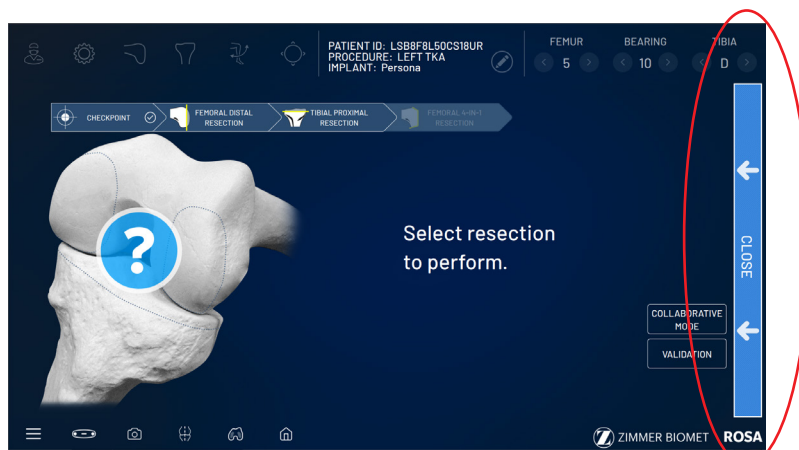 PATIENT ID: LSB8F8L50CS18UR
PROCEDURE: LEFT TKA
IMPLANT: Persona
FEMUR
5
BEARING
10
TIBIA
D
CHECKPOINT
FEMORAL DISTAL
RESECTION
TIBIAL PROXIMAL
RESECTION
FEMORAL 4-IN-1
RESECTION
?
Select resection
to perform.
CLOSE
COLLABORATIVE
MODE
VALIDATION
ZIMMER BIOMET
ROSA